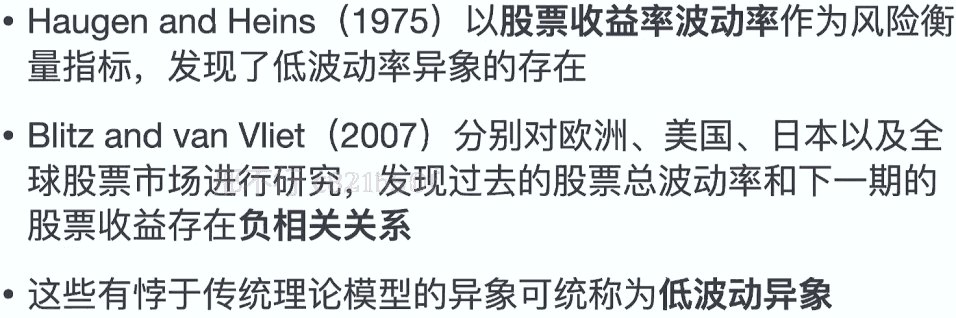 • Haugen and Heins（1975）以股票收益率波动率作为风险衡
量指标，发现了低波动率异象的存在
• Blitz and van Vliet（2007）分别对欧洲、美国、日本以及全
球股票市场进行研究，发现过去的股票总波动率和下一期的
股票收益存在负相关关系
• 这些有悖于传统理论模型的异象可统称为低波动异象